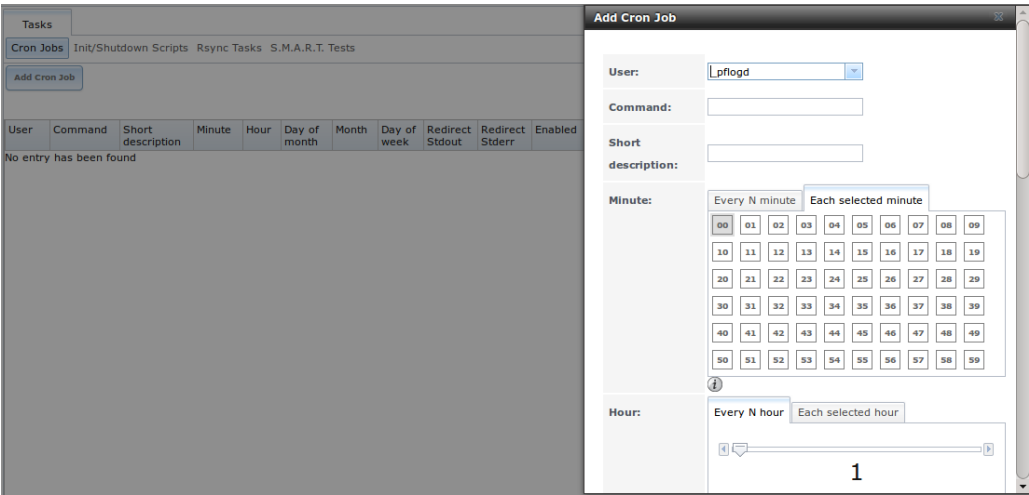 Tasks
Cron Jobs Init/Shutdown Scripts Rsync Tasks S.M.A.R.T. Tests
Add Cron Job
User Command Short description Minute Hour Day of month Month Day of week Redirect Stdout Redirect Stderr Enabled
No entry has been found
Add Cron Job
User: _pflogd
Command:
Short
description:
Minute: Every N minute Each selected minute
00 01 02 03 04 05 06 07 08 09
10 11 12 13 14 15 16 17 18 19
20 21 22 23 24 25 26 27 28 29
30 31 32 33 34 35 36 37 38 39
40 41 42 43 44 45 46 47 48 49
50 51 52 53 54 55 56 57 58 59
i
Hour: Every N hour Each selected hour
1